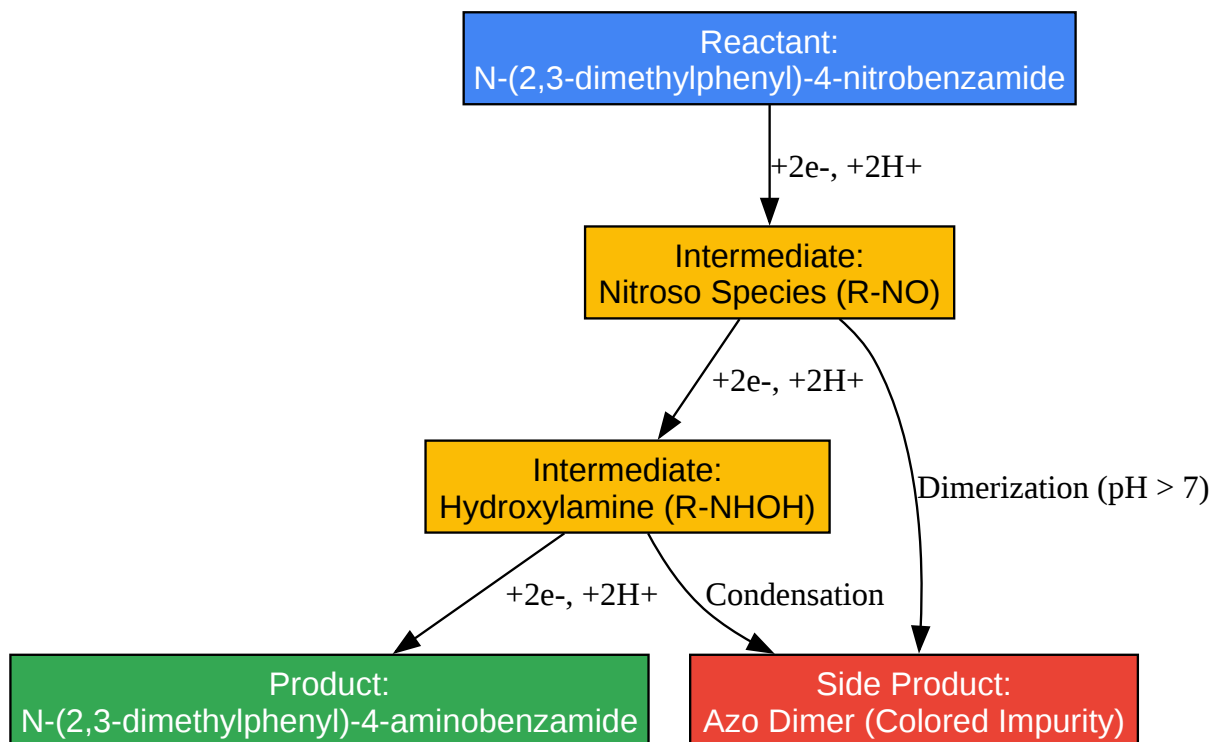 Reactant:
N-(2,3-dimethylphenyl)-4-nitrobenzamide
+2e-, +2H+
Intermediate:
Nitroso Species (R-NO)
+2e-, +2H+
Intermediate:
Hydroxylamine (R-NHOH)
Dimerization (pH > 7)
+2e-, +2H+
Condensation
Product:
N-(2,3-dimethylphenyl)-4-aminobenzamide
Side Product:
Azo Dimer (Colored Impurity)